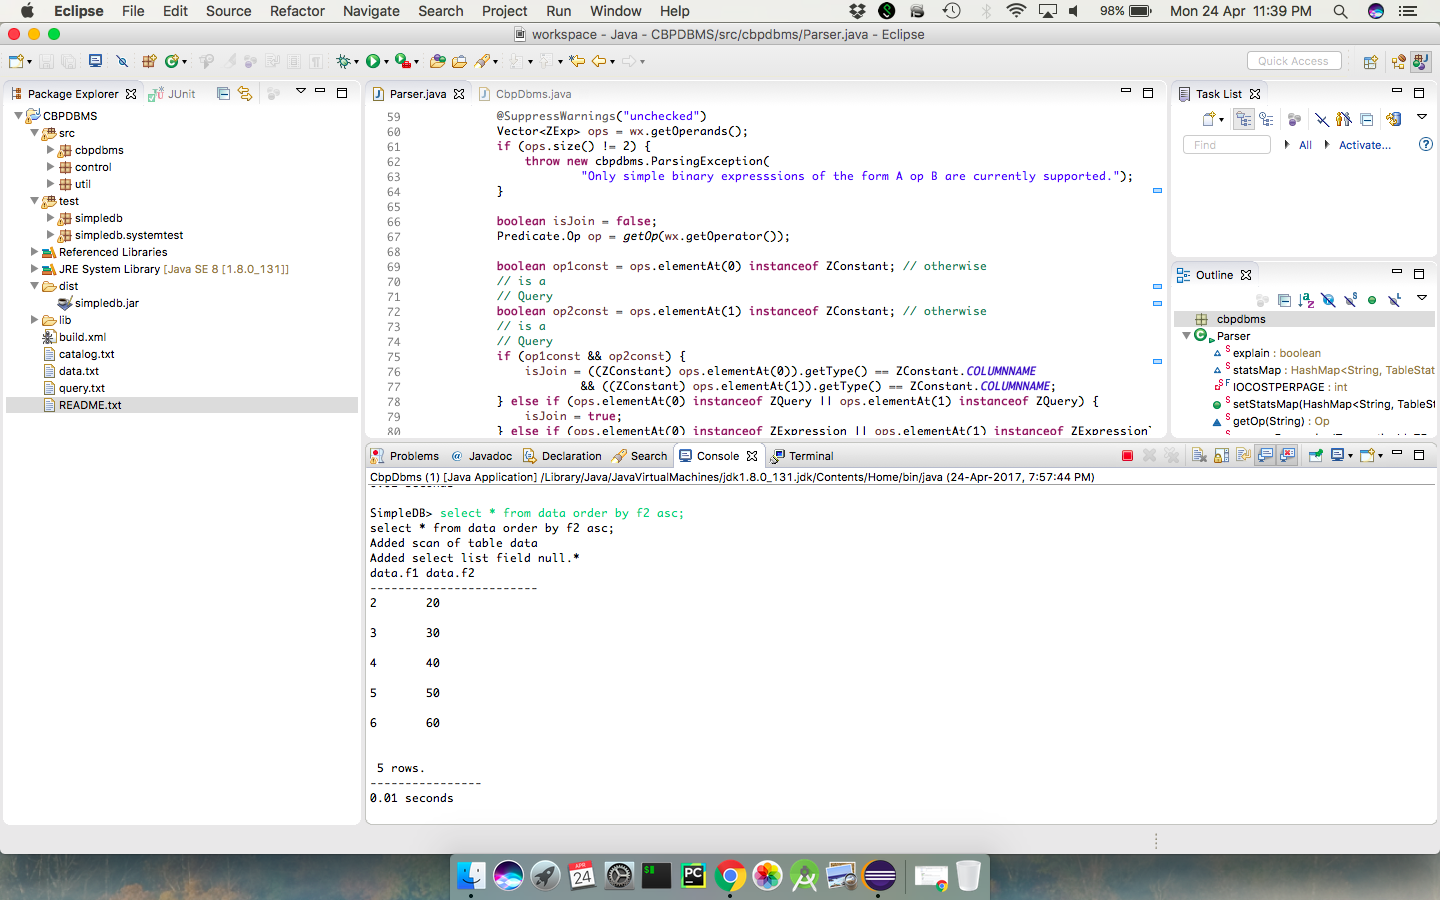 Eclipse File Edit Source Refactor Navigate Search Project Run Window Help 98% Mon 24 Apr 11:39 PM
workspace - Java - CBPDBMS/src/cbpdbms/Parser.java - Eclipse
Quick Access
Package Explorer JUnit
CBPDBMS
src
cbpdbms
control
util
test
simpledb
simpledb.systemtest
Referenced Libraries
JRE System Library [Java SE 8 [1.8.0_131]]
dist
simpledb.jar
lib
build.xml
catalog.txt
data.txt
query.txt
README.txt
Parser.java CbpDbms.java
59 @SuppressWarnings("unchecked")
60 Vector<ZExp> ops = wx.getOperands();
61 if (ops.size() != 2) {
62 throw new cbpdbms.ParsingException(
63 "Only simple binary expresssions of the form A op B are currently supported.");
64 }
65
66 boolean isJoin = false;
67 Predicate.Op op = getOp(wx.getOperator());
68
69 boolean op1const = ops.elementAt(0) instanceof ZConstant; // otherwise
70 // is a
71 // Query
72 boolean op2const = ops.elementAt(1) instanceof ZConstant; // otherwise
73 // is a
74 // Query
75 if (op1const && op2const) {
76 isJoin = ((ZConstant) ops.elementAt(0)).getType() == ZConstant.COLUMNNAME
77 && ((ZConstant) ops.elementAt(1)).getType() == ZConstant.COLUMNNAME;
78 } else if (ops.elementAt(0) instanceof ZQuery || ops.elementAt(1) instanceof ZQuery) {
79 isJoin = true;
80 } else if (ops.elementAt(0) instanceof ZExpression || ops.elementAt(1) instanceof ZExpression)
Task List
Find All Activate...
Outline
cbpdbms
Parser
explain : boolean
statsMap : HashMap<String, TableStat
IOCOSTPERPAGE : int
setStatsMap(HashMap<String, TableSt
getOp(String) : Op
Problems Javadoc Declaration Search Console Terminal
CbpDbms (1) [Java Application] /Library/Java/JavaVirtualMachines/jdk1.8.0_131.jdk/Contents/Home/bin/java (24-Apr-2017, 7:57:44 PM)
SimpleDB> select * from data order by f2 asc;
select * from data order by f2 asc;
Added scan of table data
Added select list field null.*
data.f1 data.f2
------------------------
2 20
3 30
4 40
5 50
6 60
5 rows.
----------------
0.01 seconds
APR
24
PC